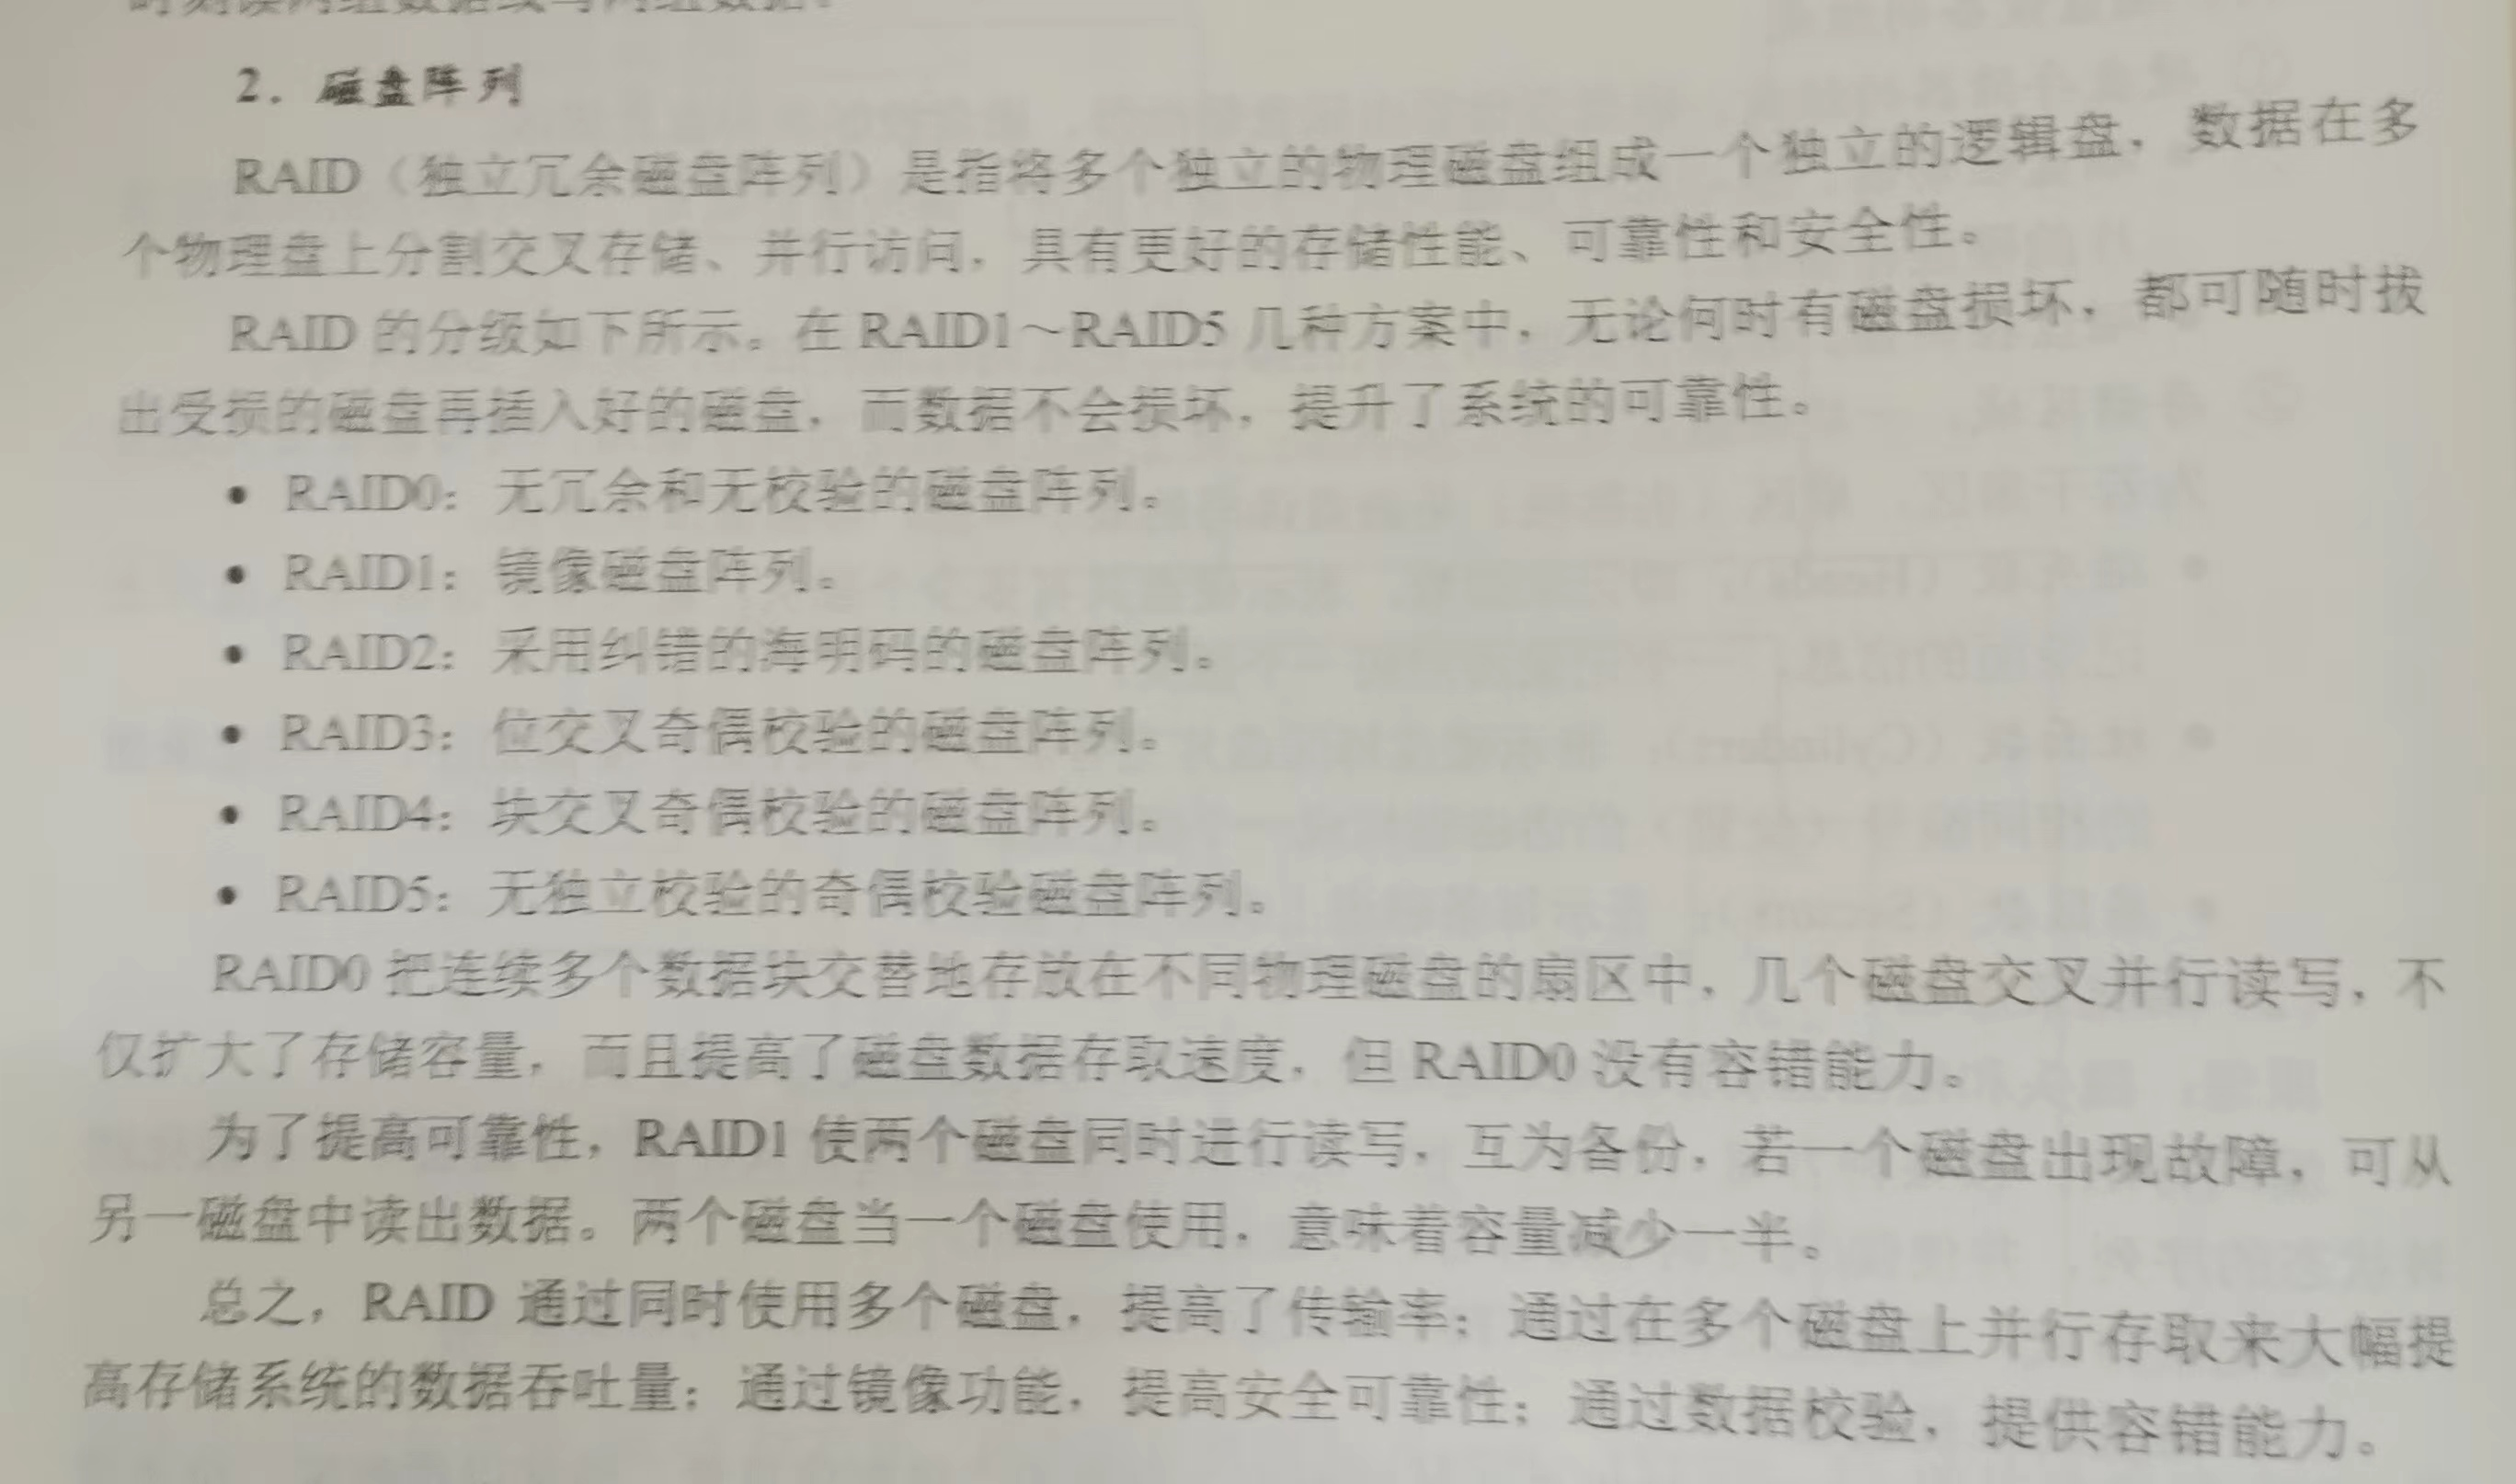 时刻读两组数据或写两组数据。
2．磁盘阵列
RAID（独立冗余磁盘阵列）是指将多个独立的物理磁盘组成一个独立的逻辑盘，数据在多
个物理盘上分割交叉存储、并行访问，具有更好的存储性能、可靠性和安全性。
RAID 的分级如下所示。在 RAID1～RAID5 几种方案中，无论何时有磁盘损坏，都可随时拔
出受损的磁盘再插入好的磁盘，而数据不会损坏，提升了系统的可靠性。
• RAID0：无冗余和无校验的磁盘阵列。
• RAID1：镜像磁盘阵列。
• RAID2：采用纠错的海明码的磁盘阵列。
• RAID3：位交叉奇偶校验的磁盘阵列。
• RAID4：块交叉奇偶校验的磁盘阵列。
• RAID5：无独立校验的奇偶校验磁盘阵列。
RAID0 把连续多个数据块交替地存放在不同物理磁盘的扇区中，几个磁盘交叉并行读写，不
仅扩大了存储容量，而且提高了磁盘数据存取速度，但 RAID0 没有容错能力。
为了提高可靠性，RAID1 使两个磁盘同时进行读写，互为备份，若一个磁盘出现故障，可从
另一磁盘中读出数据。两个磁盘当一个磁盘使用，意味着容量减少一半。
总之，RAID 通过同时使用多个磁盘，提高了传输率；通过在多个磁盘上并行存取来大幅提
高存储系统的数据吞吐量；通过镜像功能，提高安全可靠性；通过数据校验，提供容错能力。